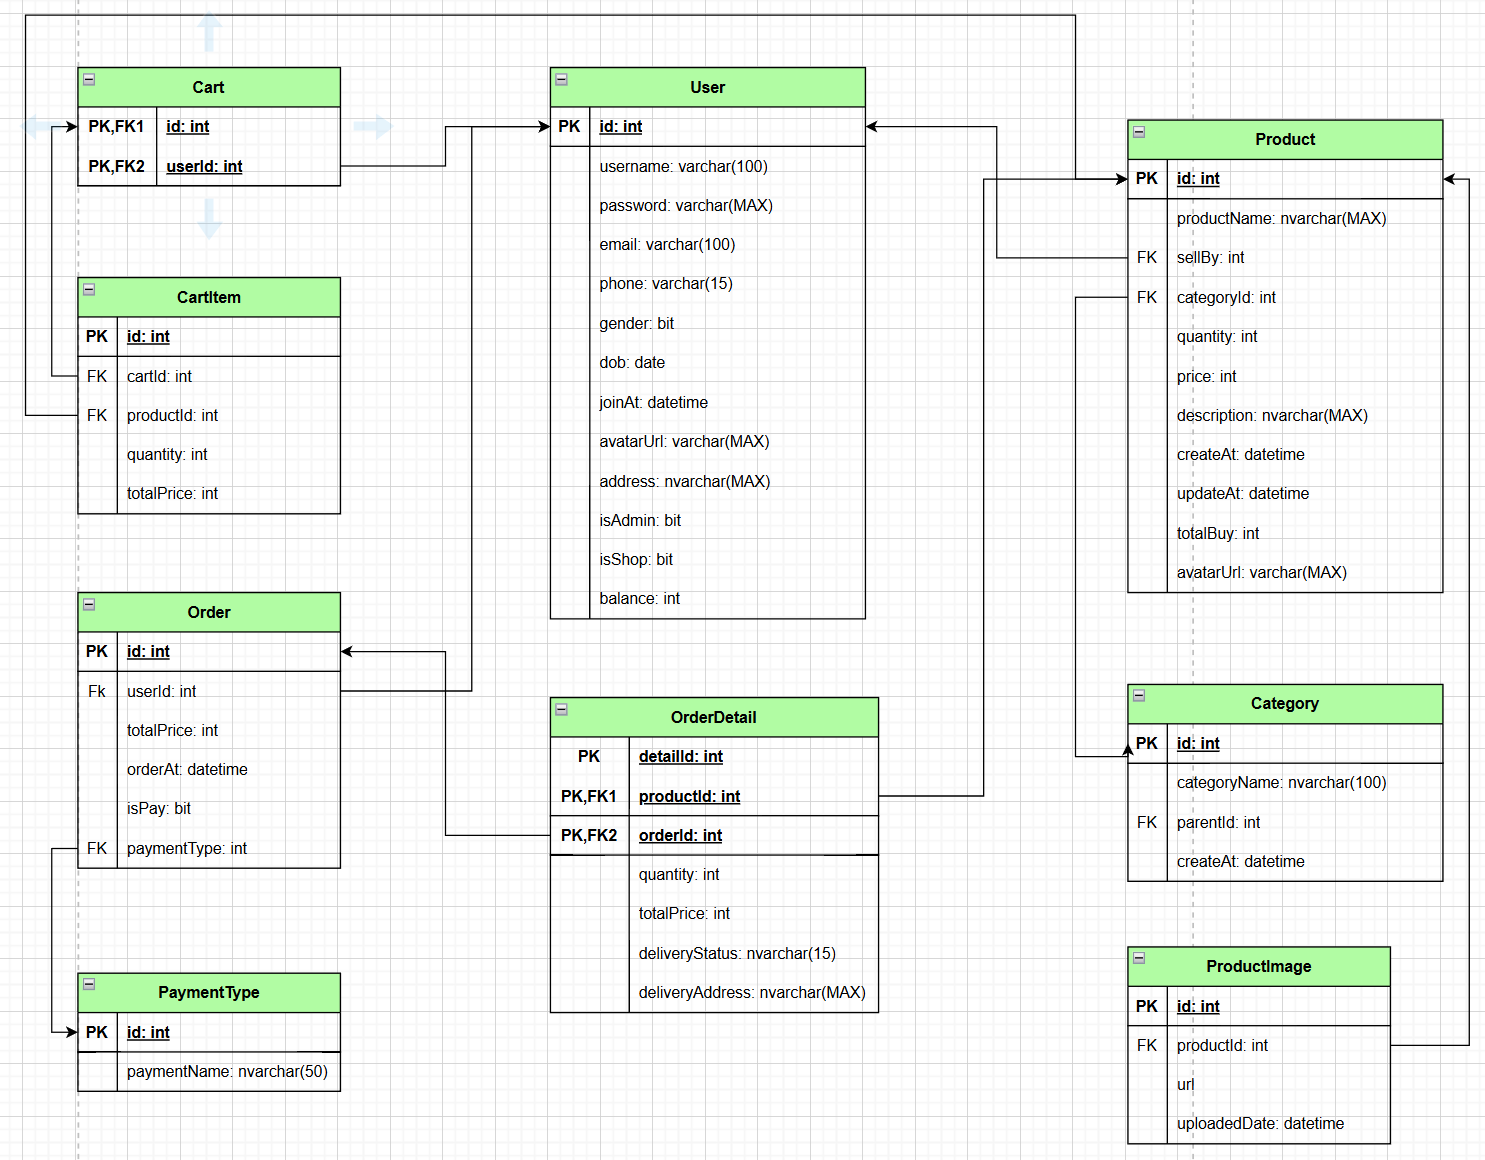 Cart
PK,FK1 id: int
PK,FK2 userId: int
CartItem
PK id: int
FK cartId: int
FK productId: int
quantity: int
totalPrice: int
Order
PK id: int
Fk userId: int
totalPrice: int
orderAt: datetime
isPay: bit
FK paymentType: int
PaymentType
PK id: int
paymentName: nvarchar(50)
User
PK id: int
username: varchar(100)
password: varchar(MAX)
email: varchar(100)
phone: varchar(15)
gender: bit
dob: date
joinAt: datetime
avatarUrl: varchar(MAX)
address: nvarchar(MAX)
isAdmin: bit
isShop: bit
balance: int
OrderDetail
PK detailId: int
PK,FK1 productId: int
PK,FK2 orderId: int
quantity: int
totalPrice: int
deliveryStatus: nvarchar(15)
deliveryAddress: nvarchar(MAX)
Product
PK id: int
productName: nvarchar(MAX)
FK sellBy: int
FK categoryId: int
quantity: int
price: int
description: nvarchar(MAX)
createAt: datetime
updateAt: datetime
totalBuy: int
avatarUrl: varchar(MAX)
Category
PK id: int
categoryName: nvarchar(100)
FK parentId: int
createAt: datetime
ProductImage
PK id: int
FK productId: int
url
uploadedDate: datetime